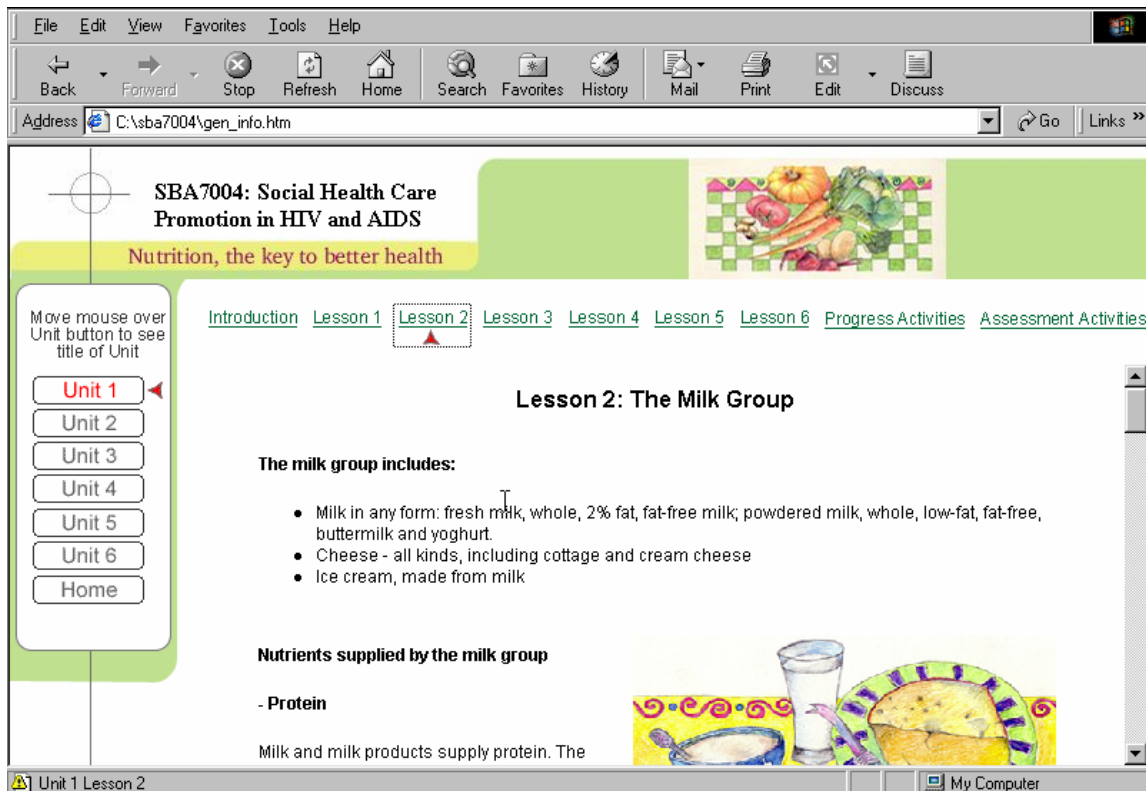 File Edit View Favorites Tools Help
Back Forward Stop Refresh Home Search Favorites History Mail Print Edit Discuss
Address C:\sba7004\gen_info.htm Go Links »
SBA7004: Social Health Care
Promotion in HIV and AIDS
Nutrition, the key to better health
Move mouse over
Unit button to see
title of Unit
Unit 1
Unit 2
Unit 3
Unit 4
Unit 5
Unit 6
Home
Introduction Lesson 1 Lesson 2 Lesson 3 Lesson 4 Lesson 5 Lesson 6 Progress Activities Assessment Activities
Lesson 2: The Milk Group
The milk group includes:
● Milk in any form: fresh milk, whole, 2% fat, fat-free milk; powdered milk, whole, low-fat, fat-free,
buttermilk and yoghurt.
● Cheese - all kinds, including cottage and cream cheese
● Ice cream, made from milk
Nutrients supplied by the milk group
- Protein
Milk and milk products supply protein. The
Unit 1 Lesson 2 My Computer